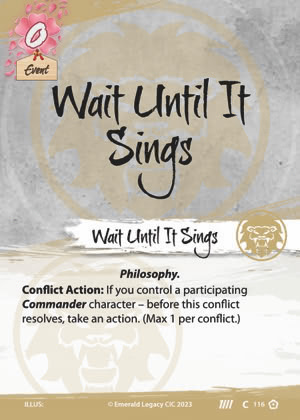 0
Event
Wait Until It
Sings
Wait Until It Sings
Philosophy.
Conflict Action: If you control a participating
Commander character – before this conflict
resolves, take an action. (Max 1 per conflict.)
ILLUS:
© Emerald Legacy CIC 2023
C 116